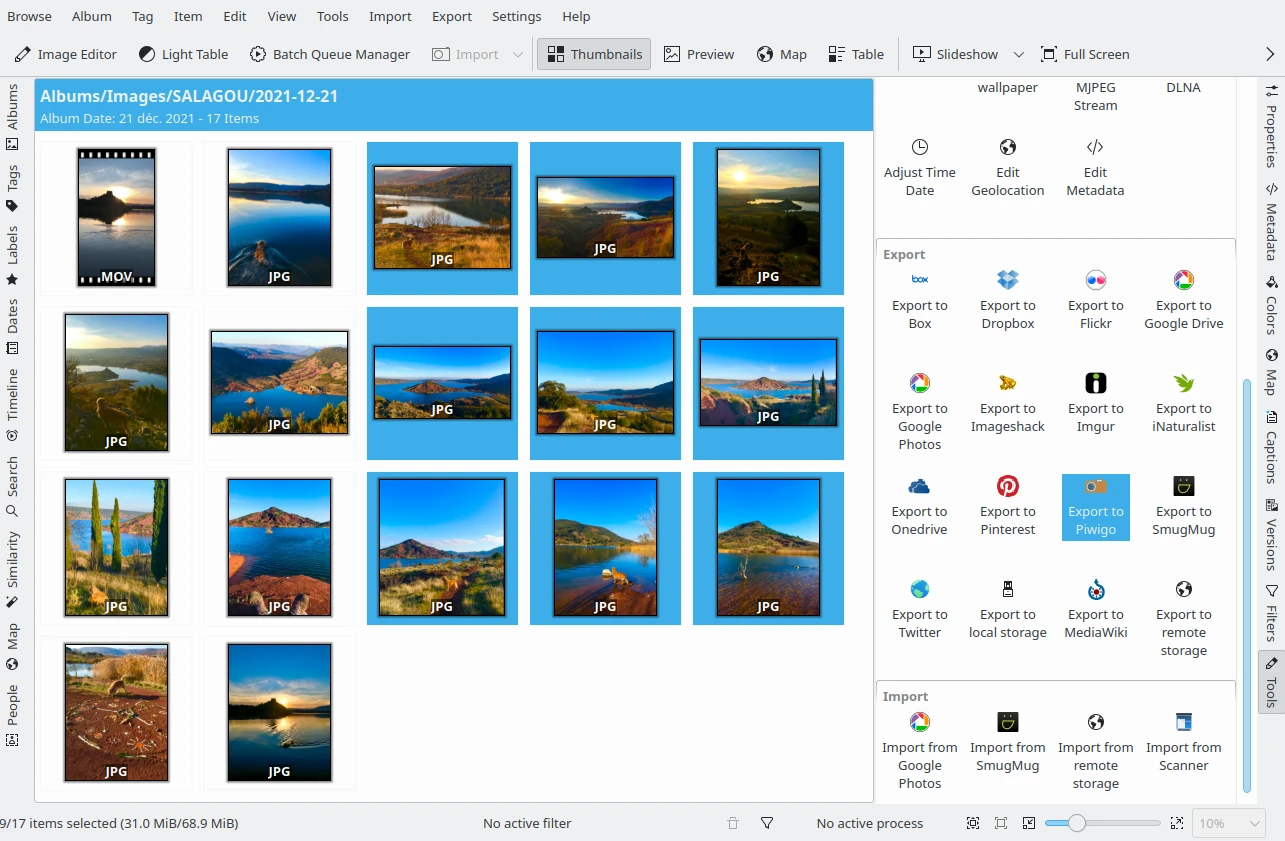 Browse Album Tag Item Edit View Tools Import Export Settings Help
Image Editor Light Table Batch Queue Manager Import Thumbnails Preview Map Table Slideshow Full Screen
Albums
Tags
Labels
Dates
Timeline
Search
Similarity
Map
People
Albums/Images/SALAGOU/2021-12-21
Album Date: 21 déc. 2021 - 17 Items
MOV JPG JPG JPG JPG
JPG JPG JPG JPG JPG
JPG JPG JPG JPG JPG
JPG JPG
wallpaper MJPEG DLNA
Stream
Adjust Time Edit Edit
Date Geolocation Metadata
Export
box
Export to Export to Export to Export to
Box Dropbox Flickr Google Drive
Export to Export to Export to Export to
Google Imageshack Imgur iNaturalist
Photos
Export to Export to Export to Export to
Onedrive Pinterest Piwigo SmugMug
Export to Export to Export to Export to
Twitter local storage MediaWiki remote
storage
Import
Import from Import from Import from Import from
Google SmugMug remote Scanner
Photos storage
Properties
Metadata
Colors
Map
Captions
Versions
Filters
Tools
9/17 items selected (31.0 MiB/68.9 MiB) No active filter No active process 10%